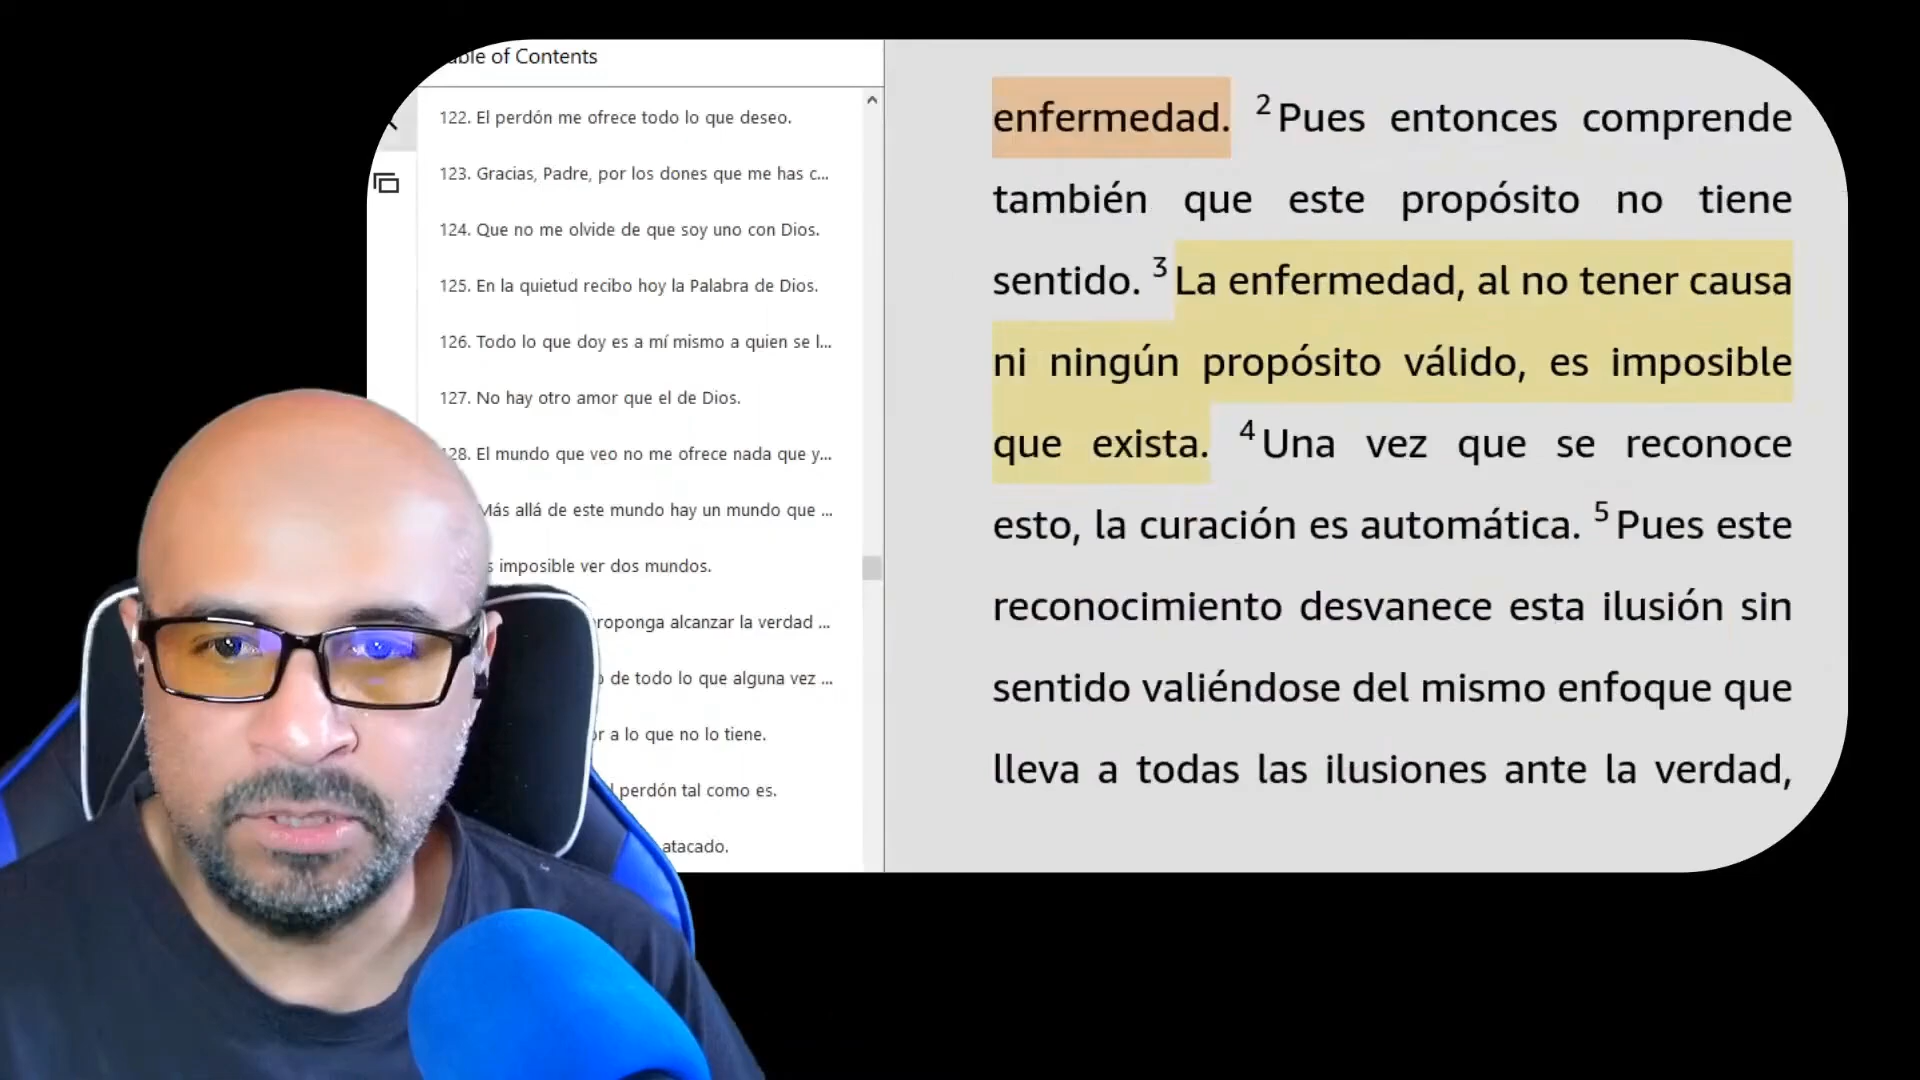 ble of Contents
122. El perdón me ofrece todo lo que deseo.
123. Gracias, Padre, por los dones que me has c...
124. Que no me olvide de que soy uno con Dios.
125. En la quietud recibo hoy la Palabra de Dios.
126. Todo lo que doy es a mí mismo a quien se l...
127. No hay otro amor que el de Dios.
128. El mundo que veo no me ofrece nada que y...
Más allá de este mundo hay un mundo que ...
s imposible ver dos mundos.
roponga alcanzar la verdad ...
de todo lo que alguna vez ...
r a lo que no lo tiene.
l perdón tal como es.
atacado.
enfermedad. 2 Pues entonces comprende
también que este propósito no tiene
sentido. 3 La enfermedad, al no tener causa
ni ningún propósito válido, es imposible
que exista. 4 Una vez que se reconoce
esto, la curación es automática. 5 Pues este
reconocimiento desvanece esta ilusión sin
sentido valiéndose del mismo enfoque que
lleva a todas las ilusiones ante la verdad,